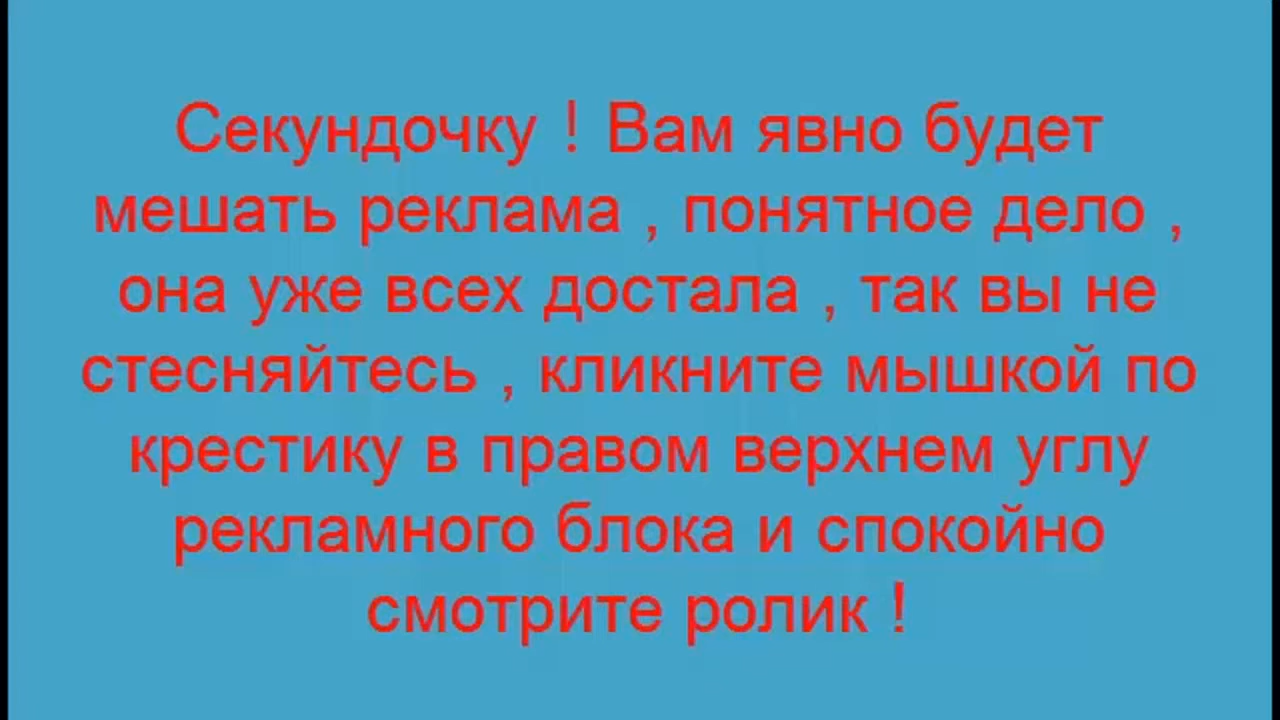 Секундочку ! Вам явно будет
мешать реклама , понятное дело ,
она уже всех достала , так вы не
стесняйтесь , кликните мышкой по
крестику в правом верхнем углу
рекламного блока и спокойно
смотрите ролик !